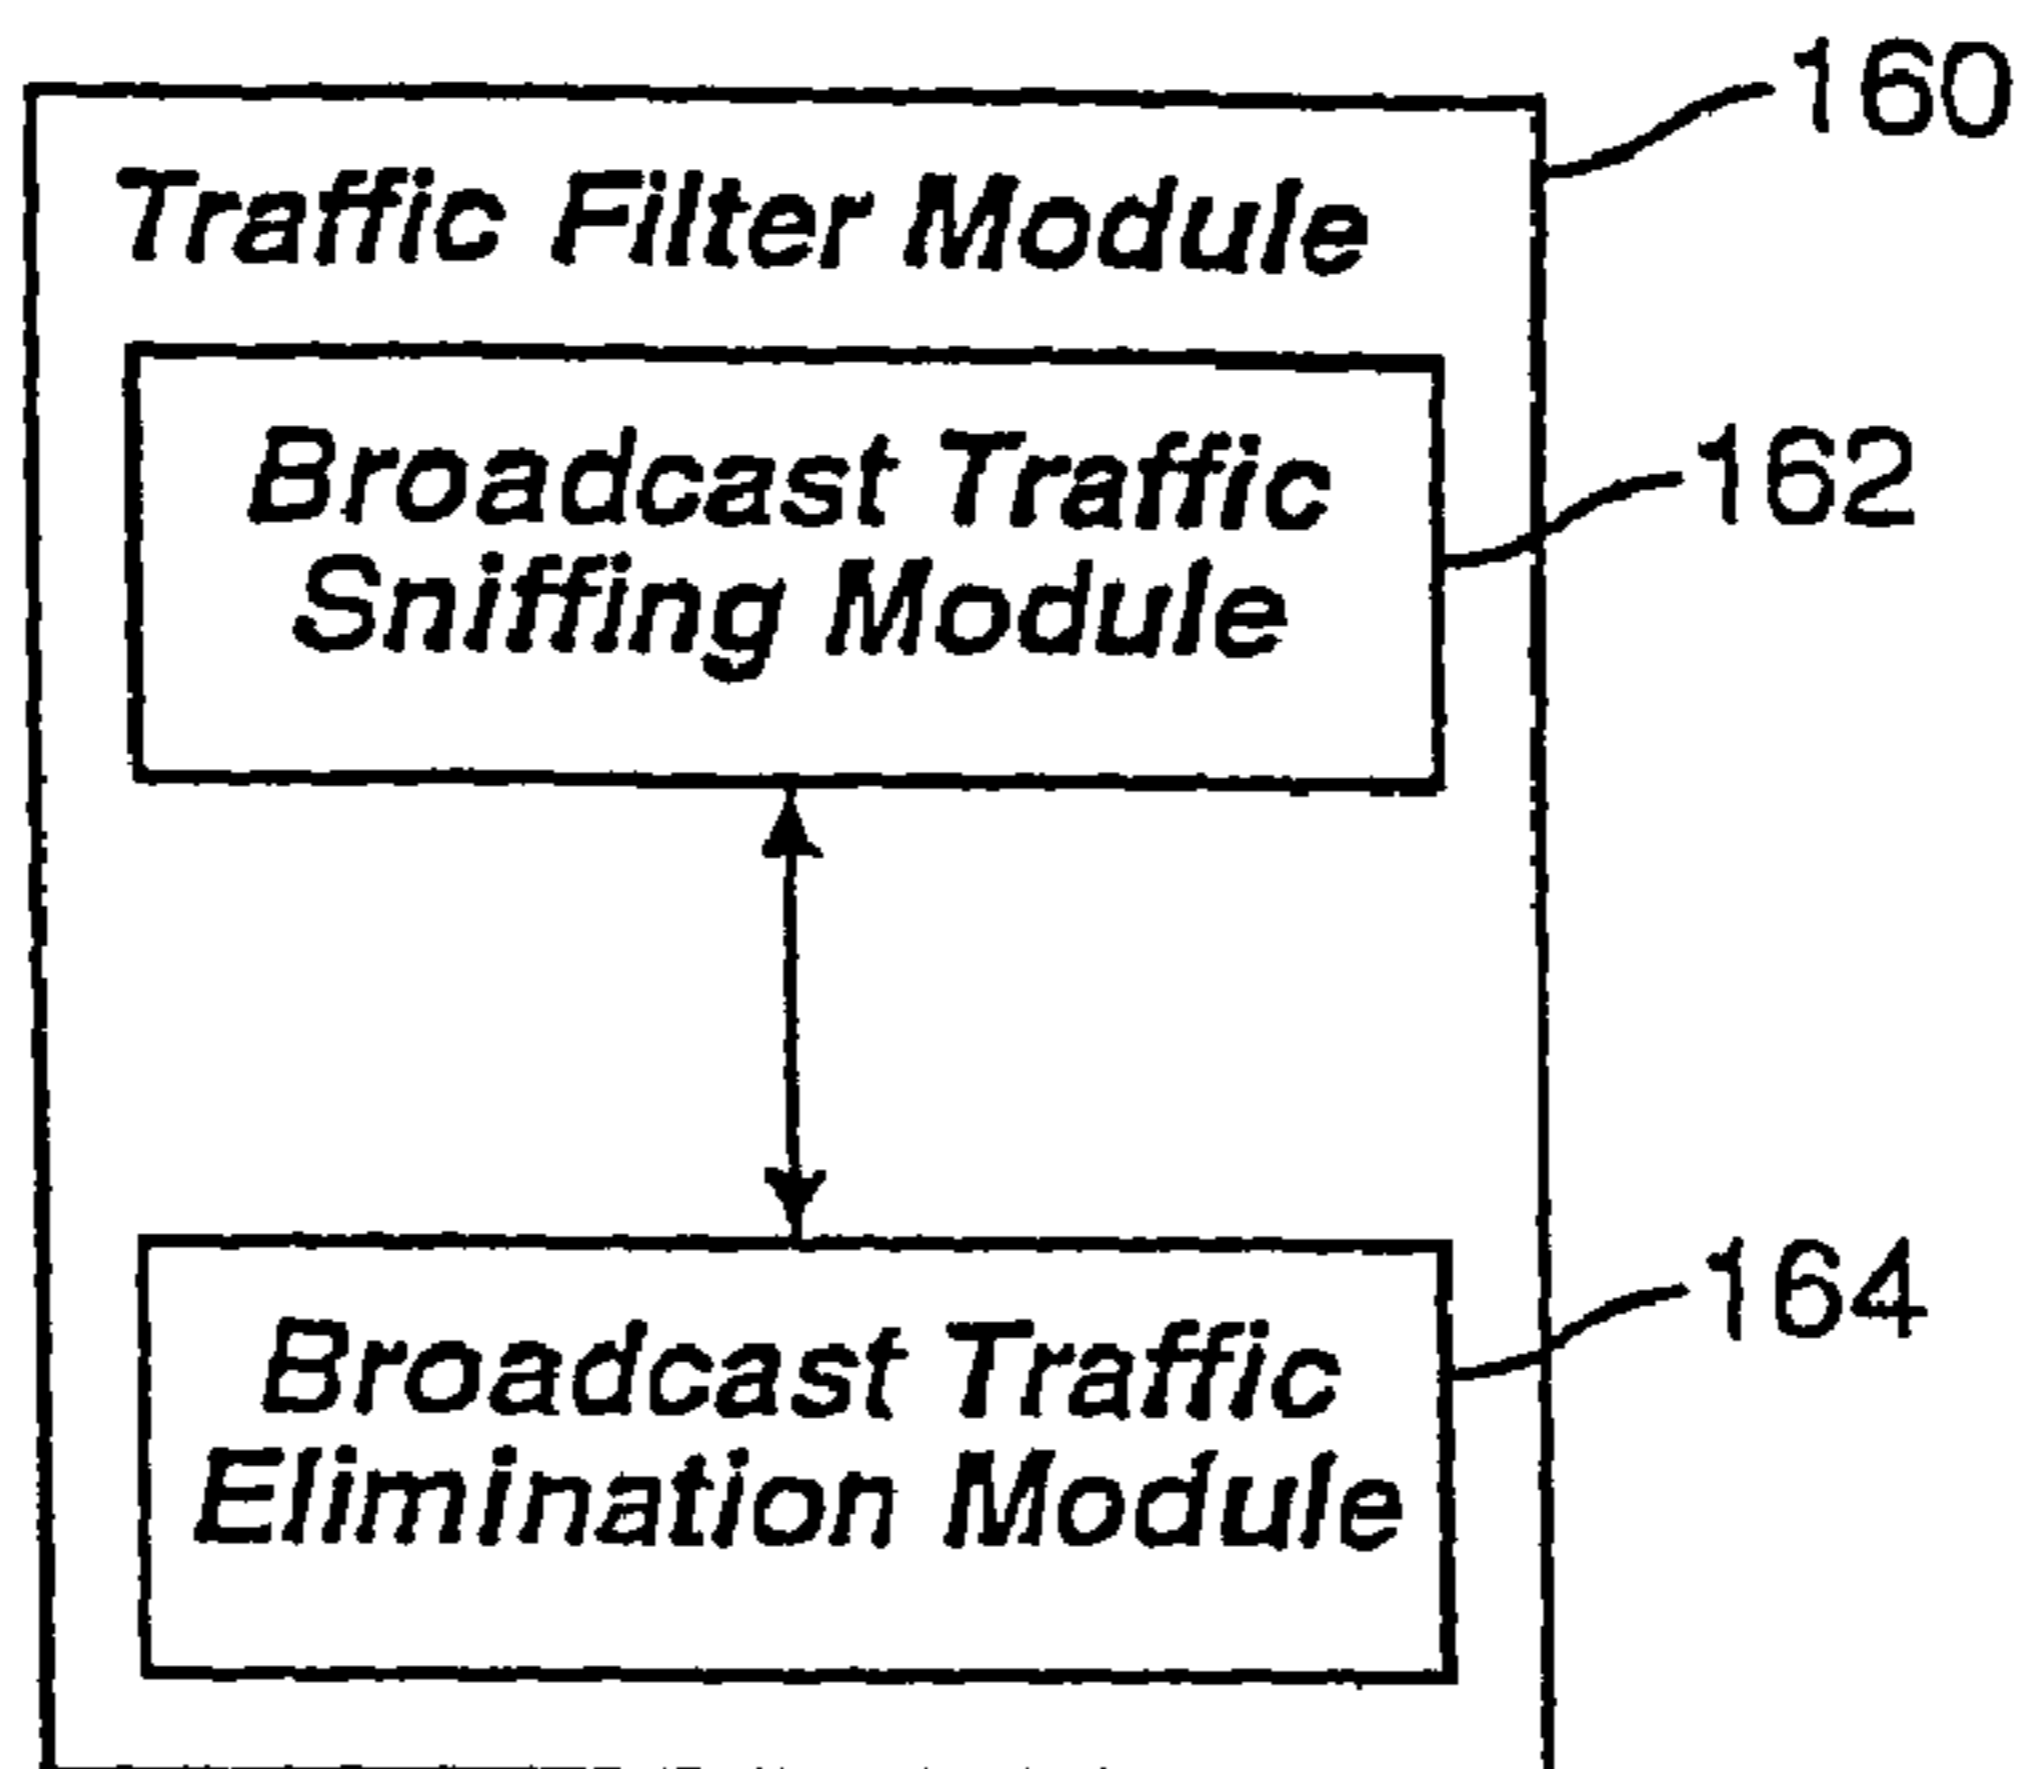 160
Traffic Filter Module
Broadcast Traffic
Sniffing Module
162
Broadcast Traffic
Elimination Module
164